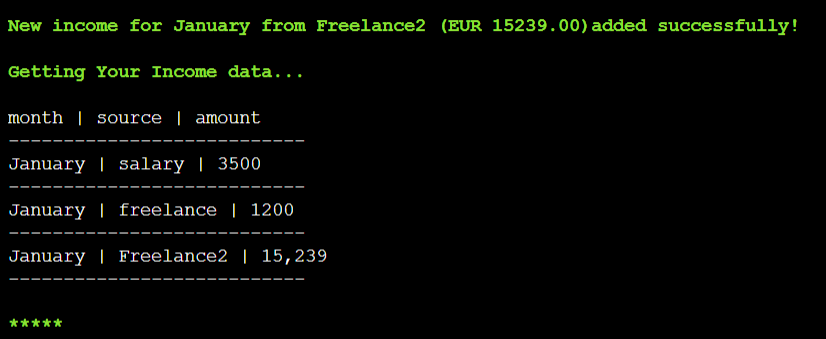 New income for January from Freelance2 (EUR 15239.00)added successfully!
Getting Your Income data...
month | source | amount
---------------------------
January | salary | 3500
---------------------------
January | freelance | 1200
---------------------------
January | Freelance2 | 15,239
---------------------------
*****